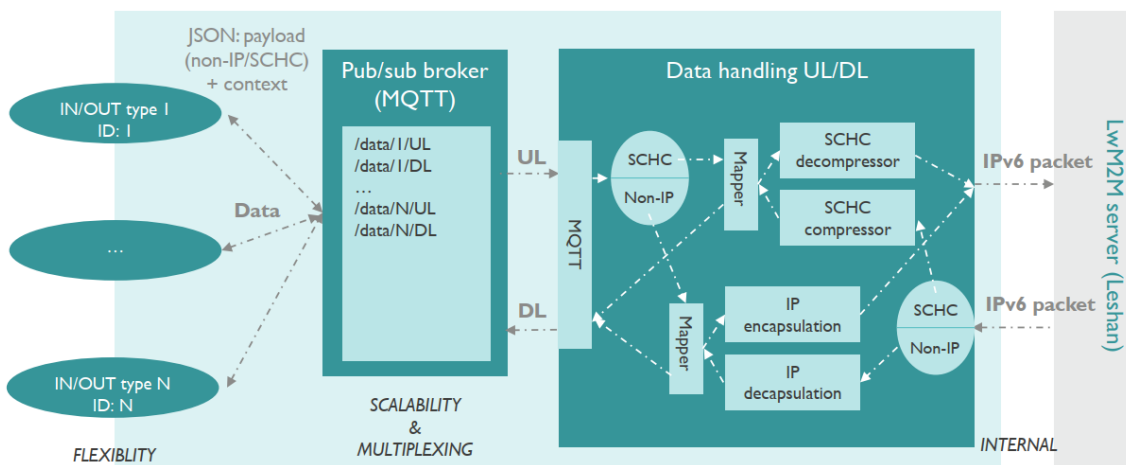 JSON: payload
(non-IP/SCHC)
+ context
IN/OUT type 1
ID: 1
...
IN/OUT type N
ID: N
Data
FLEXIBLITY
Pub/sub broker
(MQTT)
/data/1/UL
/data/1/DL
...
/data/N/UL
/data/N/DL
SCALABILITY
&
MULTIPLEXING
UL
DL
Data handling UL/DL
MQTT
SCHC
Non-IP
Mapper
SCHC
decompressor
SCHC
compressor
Mapper
IP
encapsulation
IP
decapsulation
SCHC
Non-IP
INTERNAL
IPv6 packet
IPv6 packet
LwM2M server (Leshan)